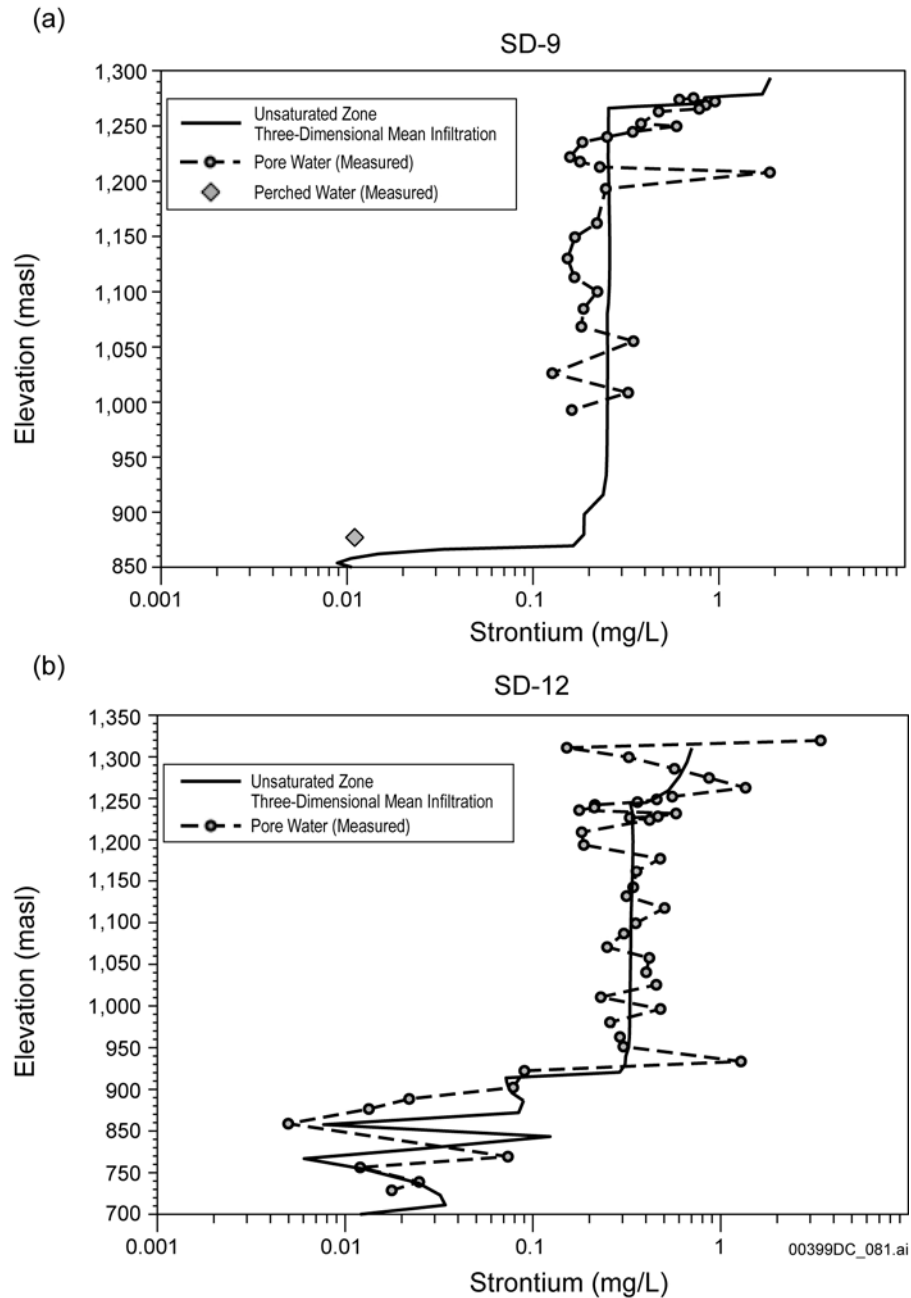 (a)
SD-9
1,300
1,250
1,200
1,150
1,100
1,050
1,000
950
900
850
Elevation (masl)
Unsaturated Zone
Three-Dimensional Mean Infiltration
Pore Water (Measured)
Perched Water (Measured)
0.001
0.01
0.1
1
Strontium (mg/L)
(b)
SD-12
1,350
1,300
1,250
1,200
1,150
1,100
1,050
1,000
950
900
850
750
700
Elevation (masl)
Unsaturated Zone
Three-Dimensional Mean Infiltration
Pore Water (Measured)
0.001
0.01
0.1
1
00399DC_081.ai
Strontium (mg/L)